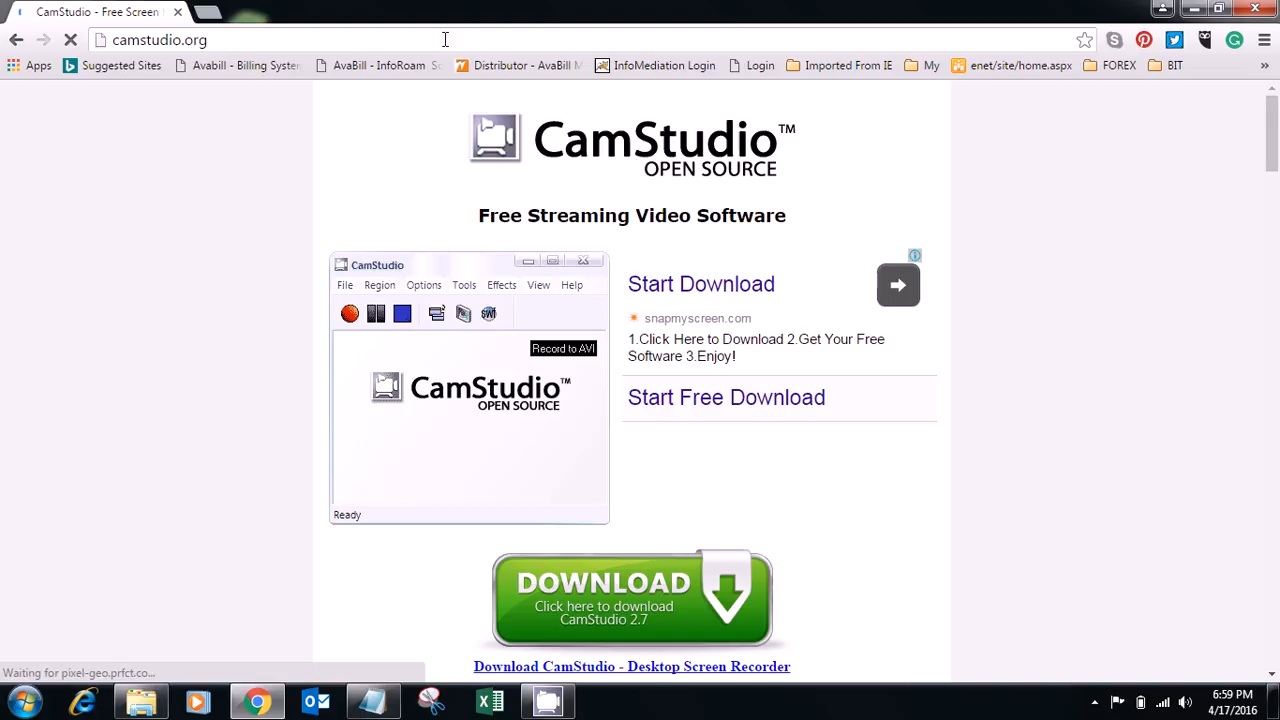 CamStudio - Free Screen
camstudio.org
Apps
Suggested Sites
Avabill - Billing System
AvaBill - InfoRoam
Distributor - AvaBill
InfoMediation Login
Login
Imported From IE
My
enet/site/home.aspx
FOREX
BIT
»
CamStudio™
OPEN SOURCE
Free Streaming Video Software
CamStudio
File Region Options Tools Effects View Help
Record to AVI
CamStudio™
OPEN SOURCE
Ready
Start Download
snapmyscreen.com
1.Click Here to Download 2.Get Your Free
Software 3.Enjoy!
Start Free Download
DOWNLOAD
Click here to download
CamStudio 2.7
Download CamStudio - Desktop Screen Recorder
Waiting for pixel-geo.prfct.co...
6:59 PM
4/17/2016